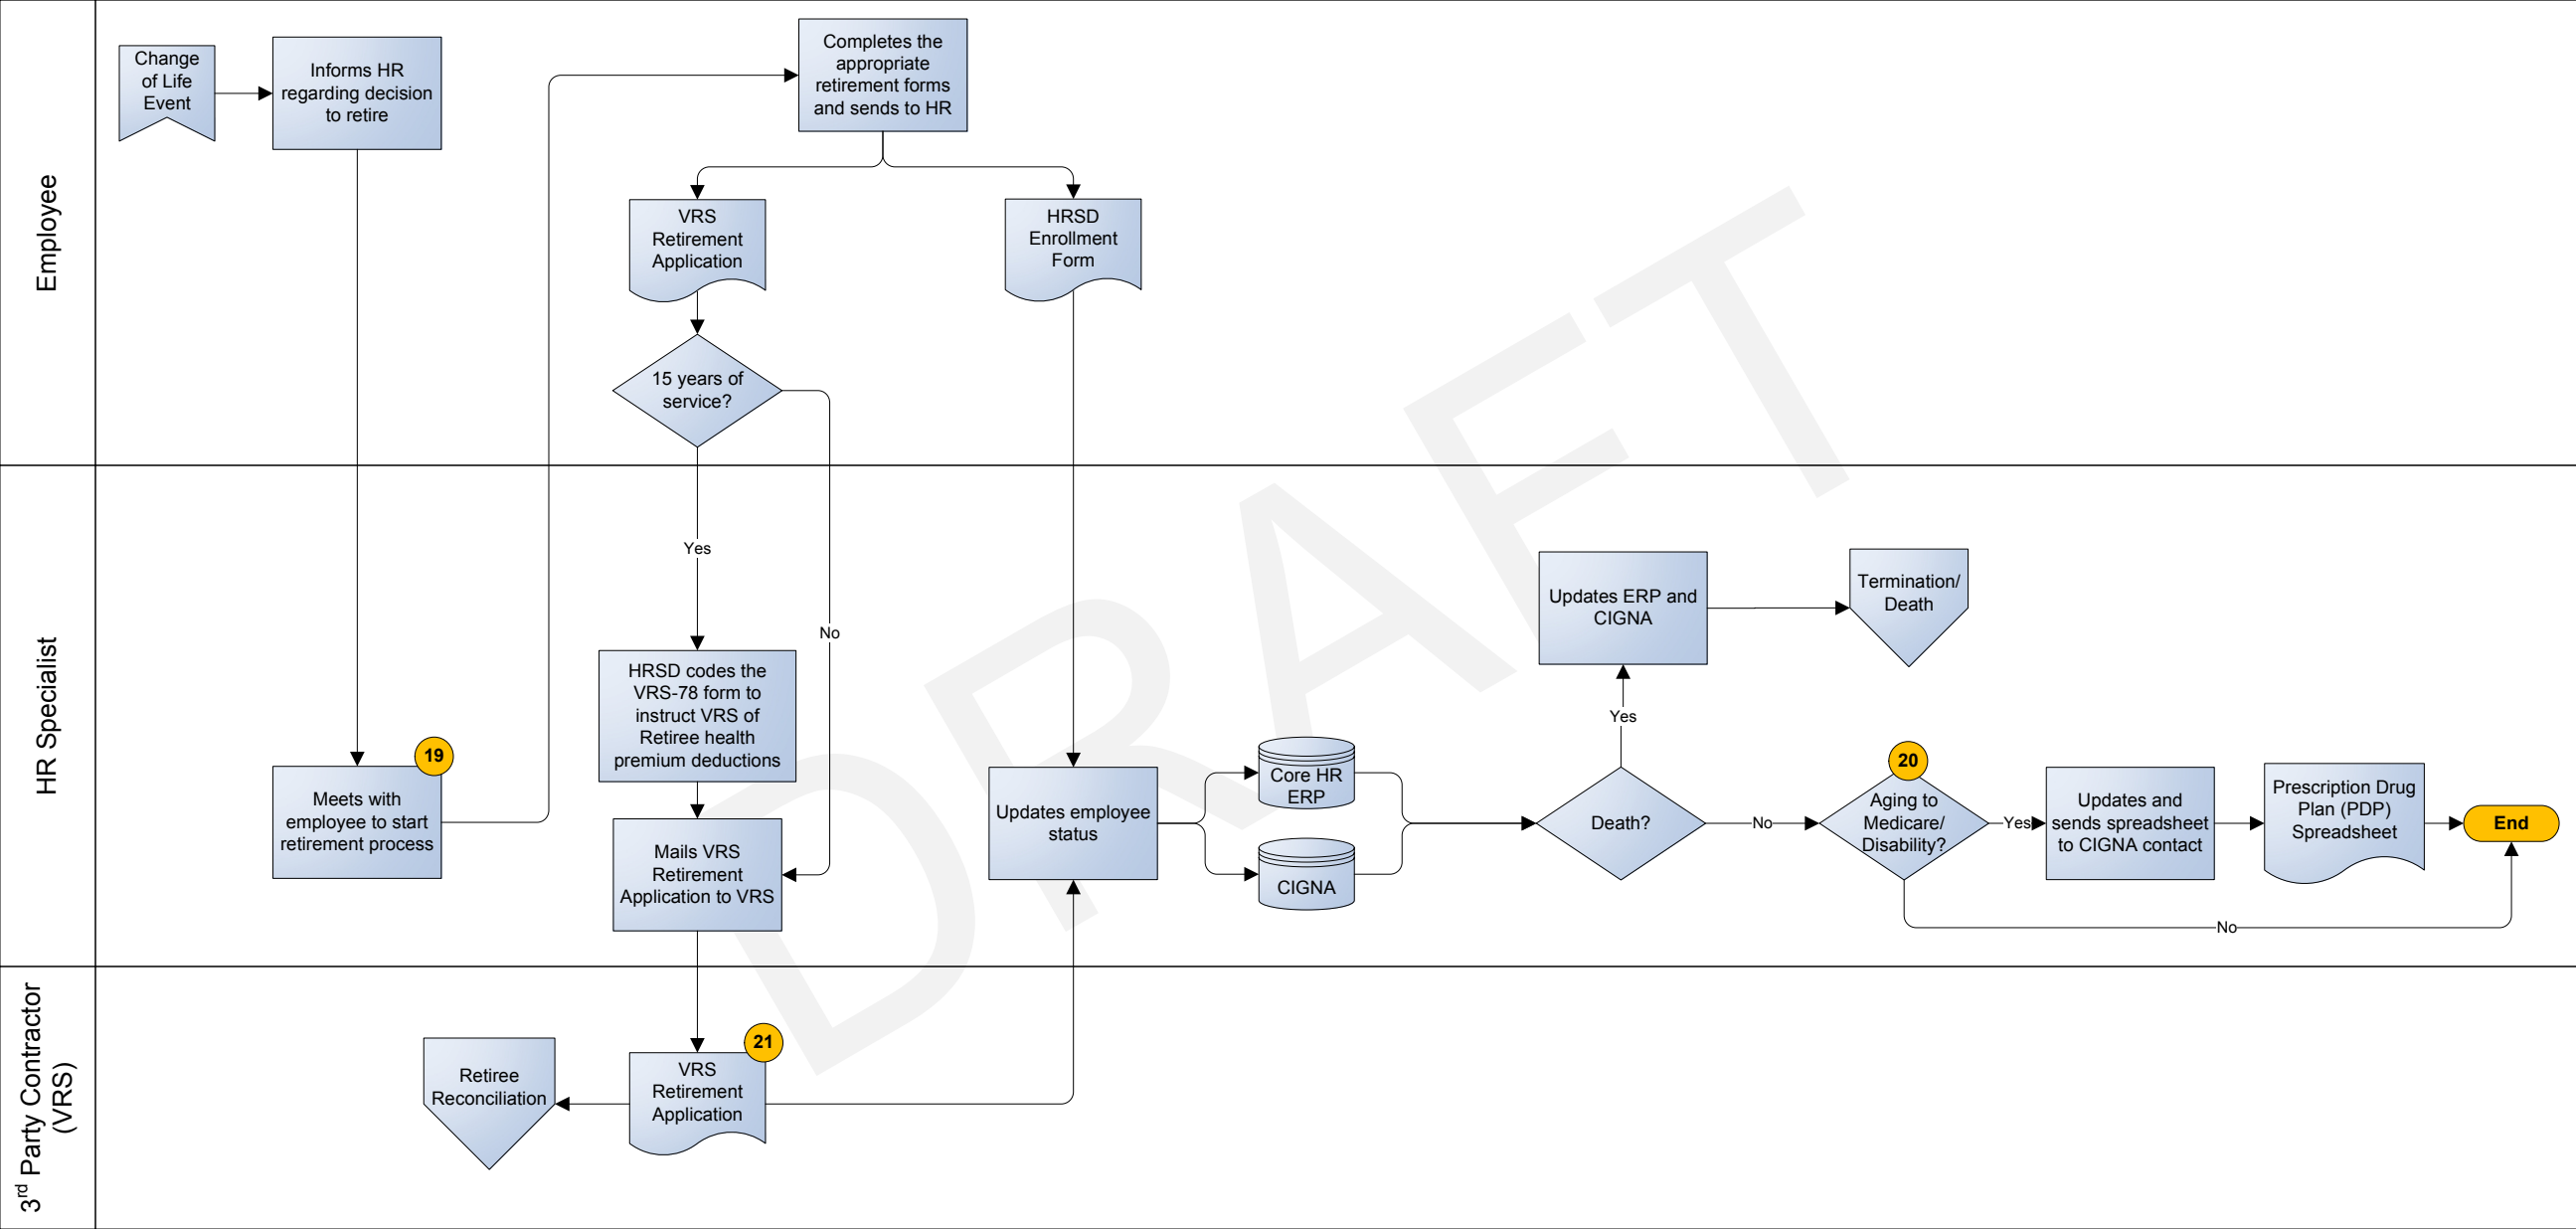 Employee
Change
of Life
Event
Informs HR
regarding decision
to retire
Completes the
appropriate
retirement forms
and sends to HR
VRS
Retirement
Application
HRSD
Enrollment
Form
15 years of
service?
HR Specialist
Yes
No
HRSD codes the
VRS-78 form to
instruct VRS of
Retiree health
premium deductions
19
Meets with
employee to start
retirement process
Mails VRS
Retirement
Application to VRS
Updates employee
status
Core HR
ERP
CIGNA
Death?
Yes
Updates ERP and
CIGNA
Termination/
Death
No
20
Aging to
Medicare/
Disability?
Yes
Updates and
sends spreadsheet
to CIGNA contact
Prescription Drug
Plan (PDP)
Spreadsheet
End
No
3rd Party Contractor
(VRS)
Retiree
Reconciliation
21
VRS
Retirement
Application
DRAFT